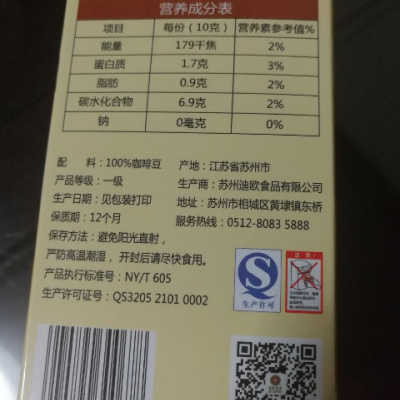 营养成分表
项目 每份（10克） 营养素参考值%
能量 179千焦 2%
蛋白质 1.7克 3%
脂肪 0.9克 2%
碳水化合物 6.9克 2%
钠 0毫克 0%
配 料：100%咖啡豆 产地：江苏省苏州市
产品等级：一级 生产商：苏州迪欧食品有限公司
生产日期：见包装打印 地址：苏州市相城区黄埭镇东桥
保质期：12个月 服务热线：0512-8083 5888
保存方法：避免阳光直射，
严防高温潮湿，开封后请尽快食用。
产品执行标准号：NY/T 605
生产许可证号：QS3205 2101 0002
生产许可
注意